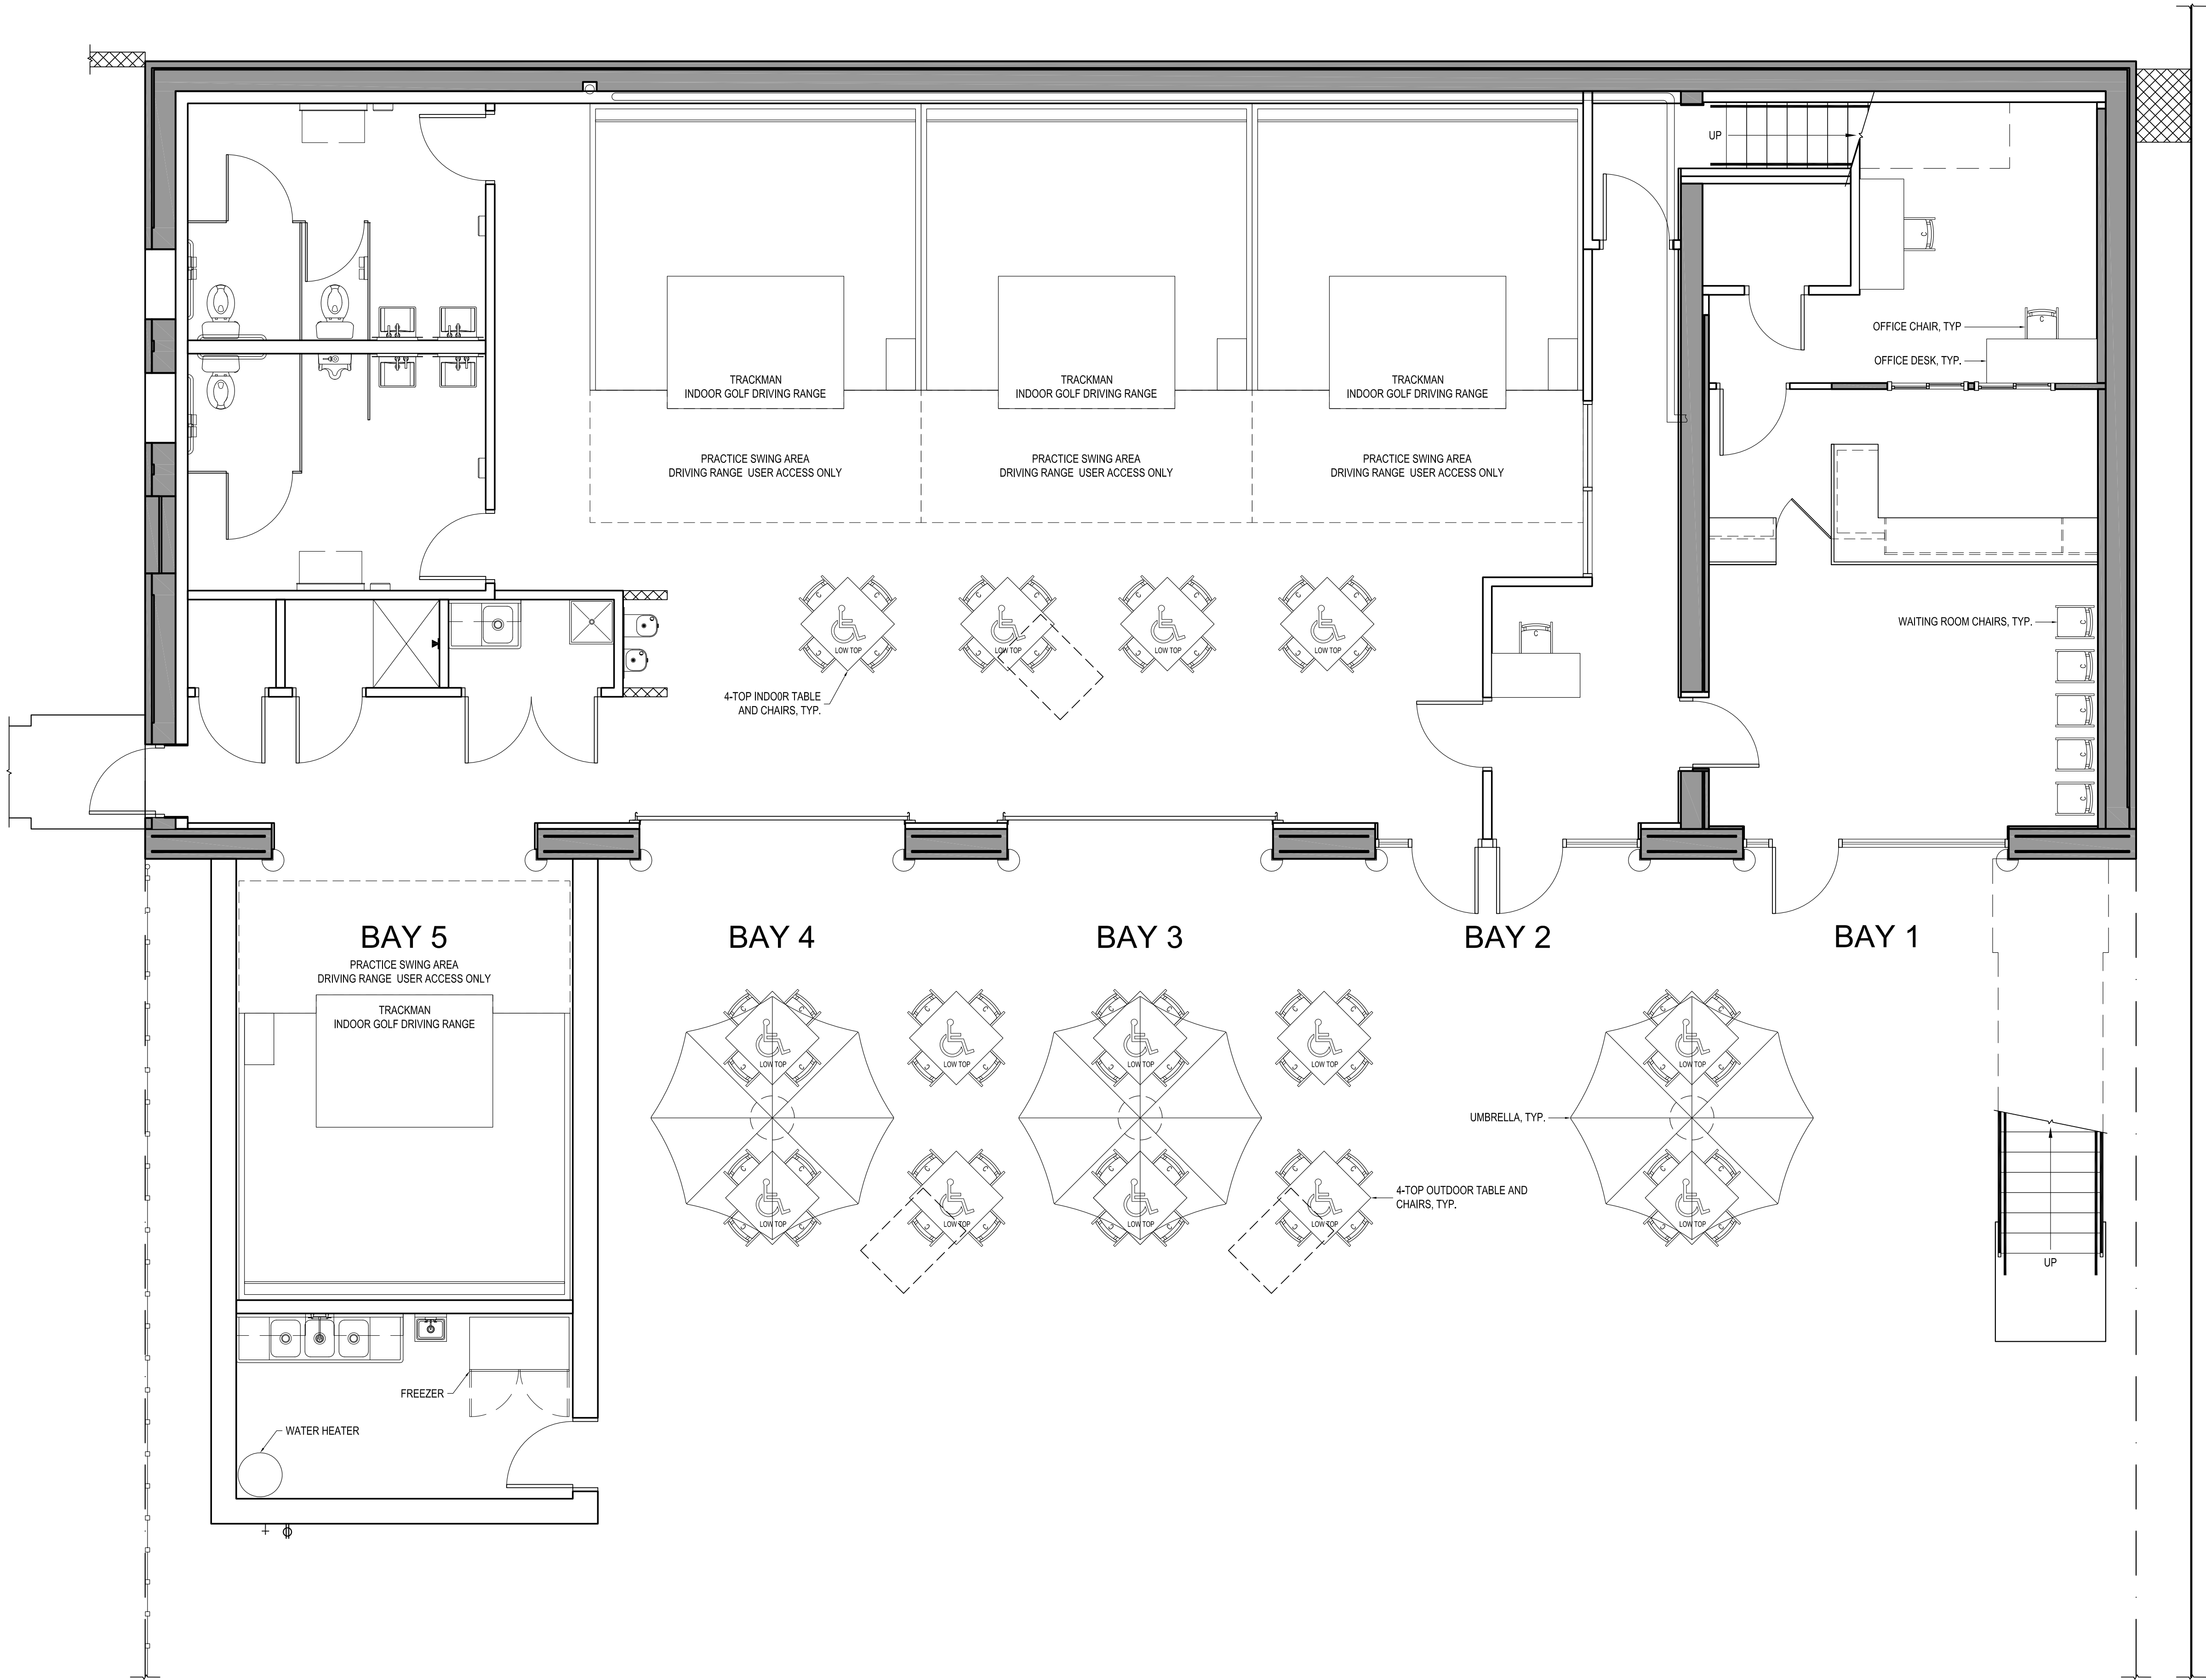 UP
OFFICE CHAIR, TYP
OFFICE DESK, TYP.
TRACKMAN
INDOOR GOLF DRIVING RANGE
TRACKMAN
INDOOR GOLF DRIVING RANGE
TRACKMAN
INDOOR GOLF DRIVING RANGE
PRACTICE SWING AREA
DRIVING RANGE USER ACCESS ONLY
PRACTICE SWING AREA
DRIVING RANGE USER ACCESS ONLY
PRACTICE SWING AREA
DRIVING RANGE USER ACCESS ONLY
WAITING ROOM CHAIRS, TYP.
LOW TOP
LOW TOP
LOW TOP
LOW TOP
4-TOP INDO0R TABLE
AND CHAIRS, TYP.
BAY 5
BAY 4
BAY 3
BAY 2
BAY 1
PRACTICE SWING AREA
DRIVING RANGE USER ACCESS ONLY
TRACKMAN
INDOOR GOLF DRIVING RANGE
LOW TOP
LOW TOP
LOW TOP
LOW TOP
LOW TOP
UMBRELLA, TYP.
4-TOP OUTDOOR TABLE AND
CHAIRS, TYP.
LOW TOP
LOW TOP
LOW TOP
LOW TOP
LOW TOP
UP
FREEZER
WATER HEATER